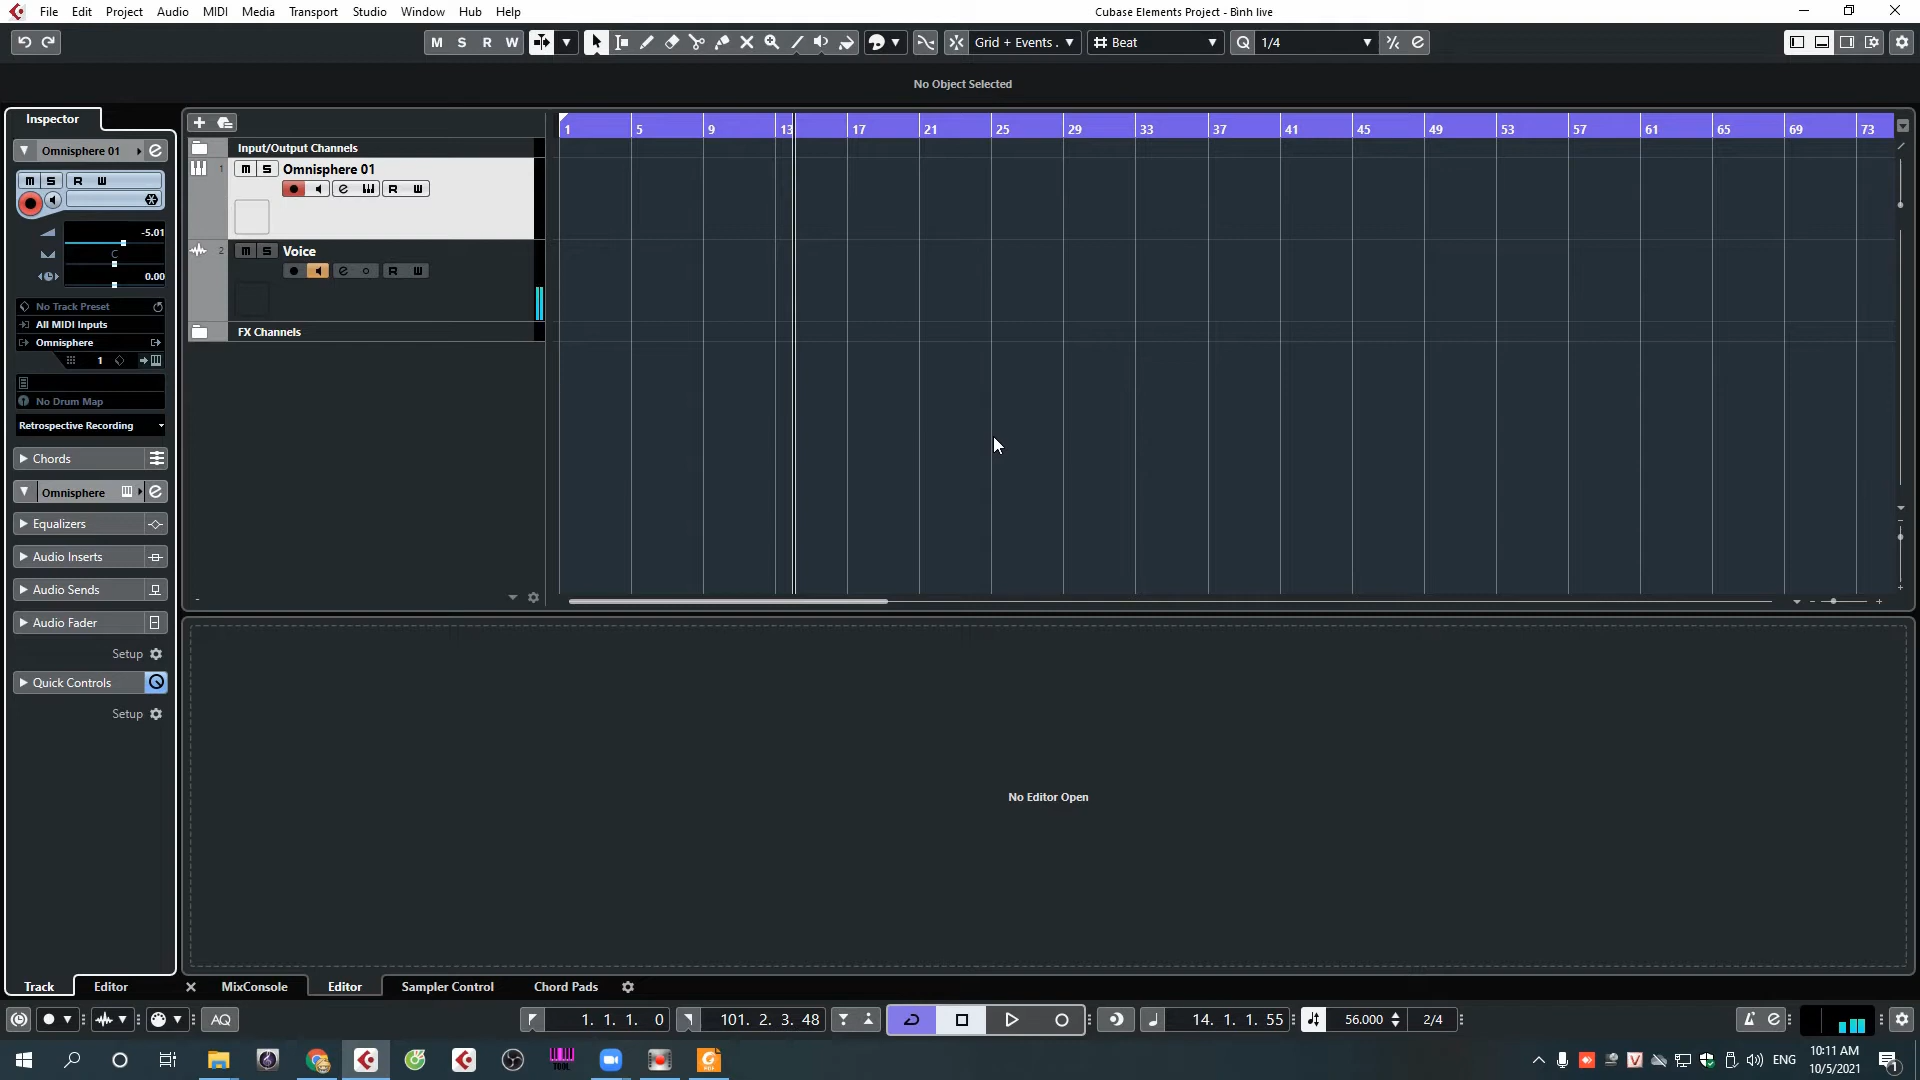 File Edit Project Audio MIDI Media Transport Studio Window Hub Help
Cubase Elements Project - Bình live
M S R W
Grid + Events .
Beat
1/4
No Object Selected
Inspector
1 5 9 13 17 21 25 29 33 37 41 45 49 53 57 61 65 69 73
Input/Output Channels
Omnisphere 01
M S R W
-5.01
C
0.00
No Track Preset
All MIDI Inputs
Omnisphere
1
No Drum Map
Retrospective Recording
Chords
Omnisphere
Equalizers
Audio Inserts
Audio Sends
Audio Fader
Setup
Quick Controls
Setup
1 M S Omnisphere 01
R W
2 M S Voice
R W
FX Channels
No Editor Open
Track Editor
MixConsole Editor Sampler Control Chord Pads
AQ
1. 1. 1. 0
101. 2. 3. 48
14. 1. 1. 55
56.000
2/4
TOOL
V
ENG
10:11 AM
10/5/2021
1